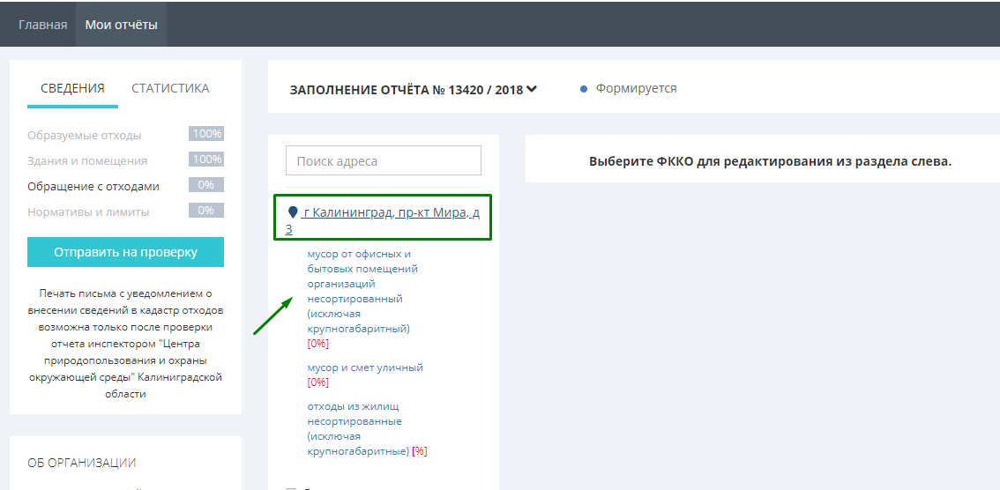 Главная Мои отчёты
СВЕДЕНИЯ СТАТИСТИКА
Образуемые отходы 100%
Здания и помещения 100%
Обращение с отходами 0%
Нормативы и лимиты 0%
Отправить на проверку
Печать письма с уведомлением о
внесении сведений в кадастр отходов
возможна только после проверки
отчета инспектором "Центра
природопользования и охраны
окружающей среды" Калиниградской
области
ОБ ОРГАНИЗАЦИИ
ЗАПОЛНЕНИЕ ОТЧЁТА № 13420 / 2018 Формируется
Поиск адреса
г Калининград, пр-кт Мира, д
3
мусор от офисных и
бытовых помещений
организаций
несортированный
(исключая
крупногабаритный)
[0%]
мусор и смет уличный
[0%]
отходы из жилищ
несортированные
(исключая
крупногабаритные) [%]
Выберите ФККО для редактирования из раздела слева.